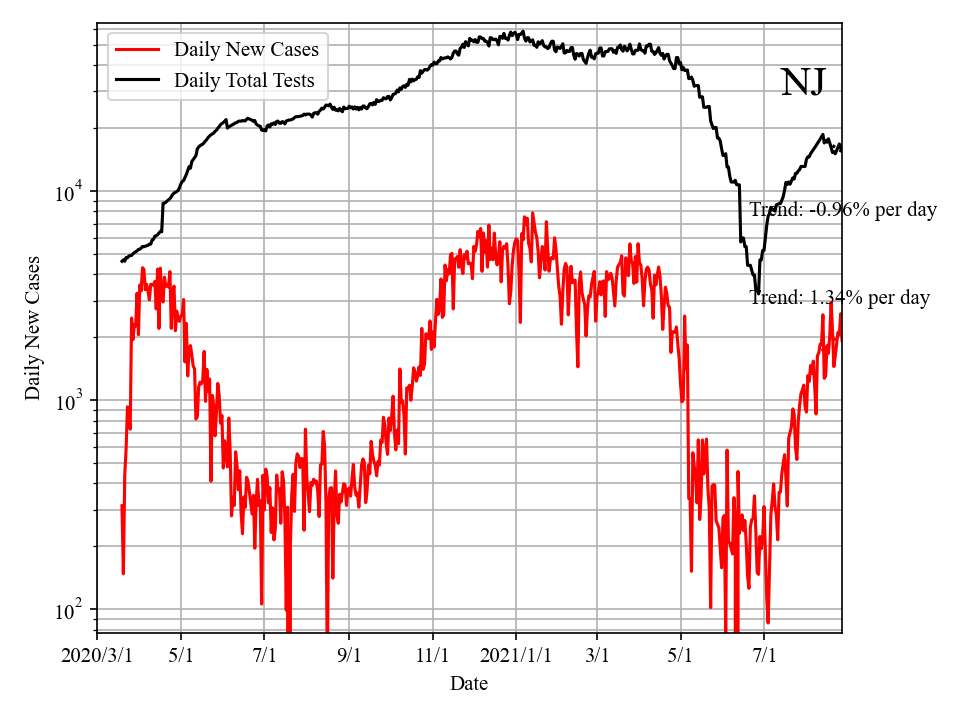 Daily New Cases
Daily Total Tests
NJ
10^4
Trend: -0.96% per day
Trend: 1.34% per day
Daily New Cases
10^3
10^2
2020/3/1 5/1 7/1 9/1 11/1 2021/1/1 3/1 5/1 7/1
Date